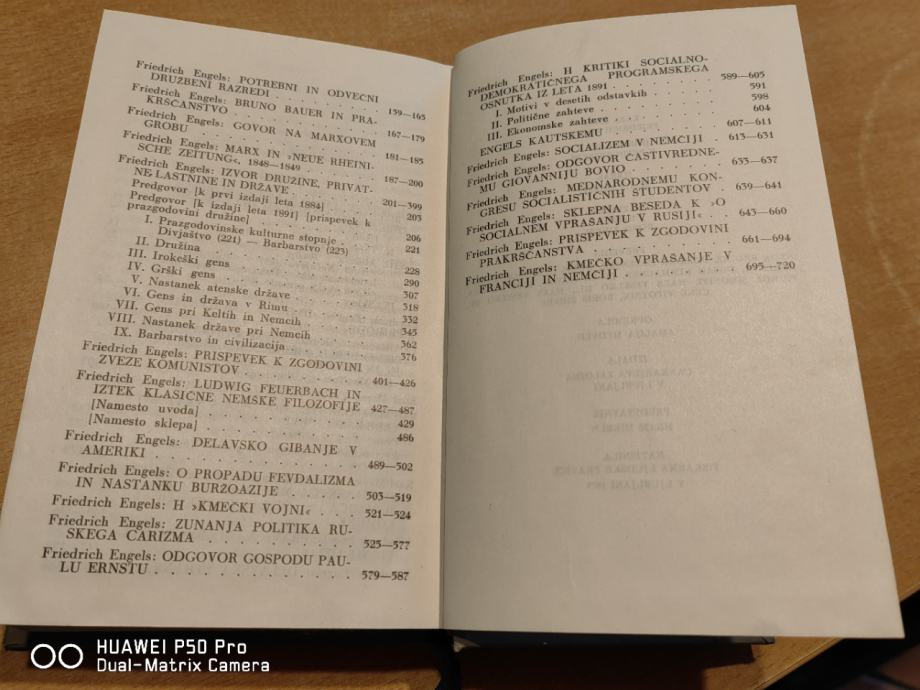 Friedrich Engels: POTREBNI IN ODVEČNI
DRUŽBENI RAZREDI . . . . . . . . 159—165
Friedrich Engels: BRUNO BAUER IN PRA-
KRŠČANSTVO . . . . . . . . . 167—179
Friedrich Engels: GOVOR NA MARXOVEM
GROBU . . . . . . . . . . . 181—185
Friedrich Engels: MARX IN ›NEUE RHEINI-
SCHE ZEITUNG‹, 1848—1849 . . . . . 187—200
Friedrich Engels: IZVOR DRUŽINE, PRIVAT-
NE LASTNINE IN DRŽAVE . . . . . 201—399
Predgovor [k prvi izdaji leta 1884] . . . . 203
Predgovor [k izdaji leta 1891] [prispevek k
prazgodovini družine] . . . . . . . 206
I. Prazgodovinske kulturne stopnje . . . 221
Divjaštvo (221) — Barbarstvo (223)
II. Družina . . . . . . . . . . 228
III. Irokeški gens . . . . . . . . 290
IV. Grški gens . . . . . . . . . 307
V. Nastanek atenske države . . . . . 318
VI. Gens in država v Rimu . . . . . 332
VII. Gens pri Keltih in Nemcih . . . . 345
VIII. Nastanek države pri Nemcih . . . . 362
IX. Barbarstvo in civilizacija . . . . . 376
Friedrich Engels: PRISPEVEK K ZGODOVINI
ZVEZE KOMUNISTOV . . . . . . . 401—426
Friedrich Engels: LUDWIG FEUERBACH IN
IZTEK KLASIČNE NEMŠKE FILOZOFIJE 427—487
[Namesto uvoda] . . . . . . . . . 429
[Namesto sklepa] . . . . . . . . . 486
Friedrich Engels: DELAVSKO GIBANJE V
AMERIKI . . . . . . . . . . . 489—502
Friedrich Engels: O PROPADU FEVDALIZMA
IN NASTANKU BURŽOAZIJE . . . . . 503—519
Friedrich Engels: H ›KMEČKI VOJNI‹ . . . 521—524
Friedrich Engels: ZUNANJA POLITIKA RU-
SKEGA CARIZMA . . . . . . . . . 525—577
Friedrich Engels: ODGOVOR GOSPODU PAU-
LU ERNSTU . . . . . . . . . . 579—587
Friedrich Engels: H KRITIKI SOCIALNO-
DEMOKRATIČNEGA PROGRAMSKEGA
OSNUTKA IZ LETA 1891 . . . . . . 589—605
I. Motivi v desetih odstavkih . . . . 591
II. Politične zahteve . . . . . . . 598
III. Ekonomske zahteve . . . . . . . 604
ENGELS KAUTSKEMU . . . . . . . 607—611
Friedrich Engels: SOCIALIZEM V NEMČIJI . 613—631
Friedrich Engels: ODGOVOR ČASTIVREDNE-
MU GIOVANNIJU BOVIO . . . . . . 633—637
Friedrich Engels: MEDNARODNEMU KON-
GRESU SOCIALISTIČNIH ŠTUDENTOV . 639—641
Friedrich Engels: SKLEPNA BESEDA K ›O
SOCIALNEM VPRAŠANJU V RUSIJI‹ . . 643—660
Friedrich Engels: PRISPEVEK K ZGODOVINI
PRAKRŠČANSTVA . . . . . . . . 661—694
Friedrich Engels: KMEČKO VPRAŠANJE V
FRANCIJI IN NEMČIJI . . . . . . . 695—720
HUAWEI P50 Pro
Dual-Matrix Camera